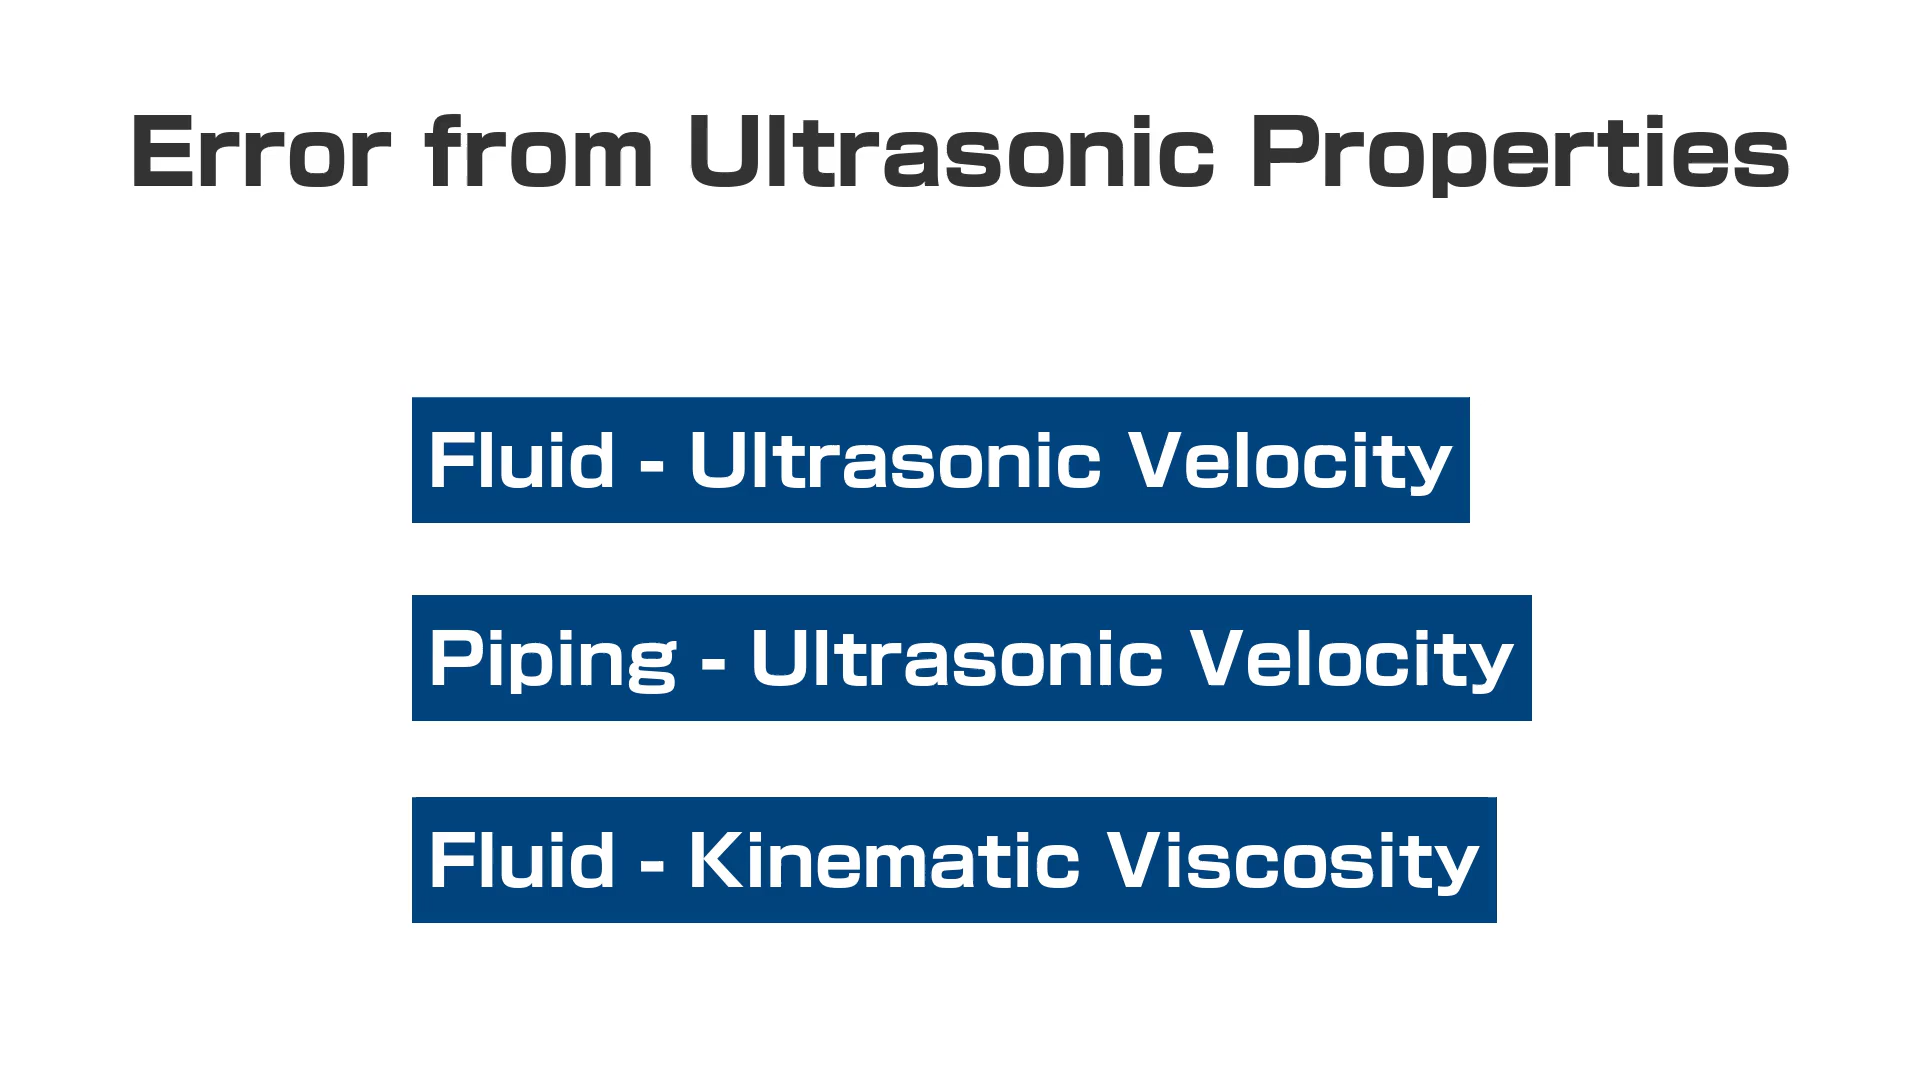 Error from Ultrasonic Properties
Fluid - Ultrasonic Velocity
Piping - Ultrasonic Velocity
Fluid - Kinematic Viscosity